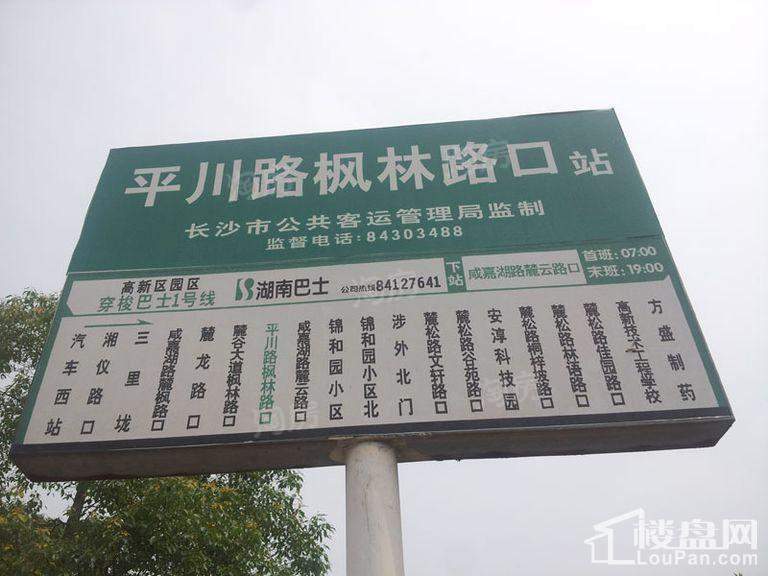 平川路枫林路口 站
长沙市公共客运管理局监制
监督电话：84303488
高新区园区
穿梭巴士1号线
湖南巴士 公司热线84127641
下站
咸嘉湖路麓云路口
首班：07:00
末班：19:00
汽车西站
湘仪路口
三里垅
咸嘉湖路麓枫路口
麓龙路口
麓谷大道枫林路口
平川路枫林路口
咸嘉湖路麓云路口
锦和园小区
锦和园小区北
涉外北门
麓松路文轩路口
麓松路谷苑路口
安淳科技园
麓松路桐梓坡路口
麓松路林语路口
麓松路佳园路口
高新技术工程学校
方盛制药
楼盘网
LouPan.com